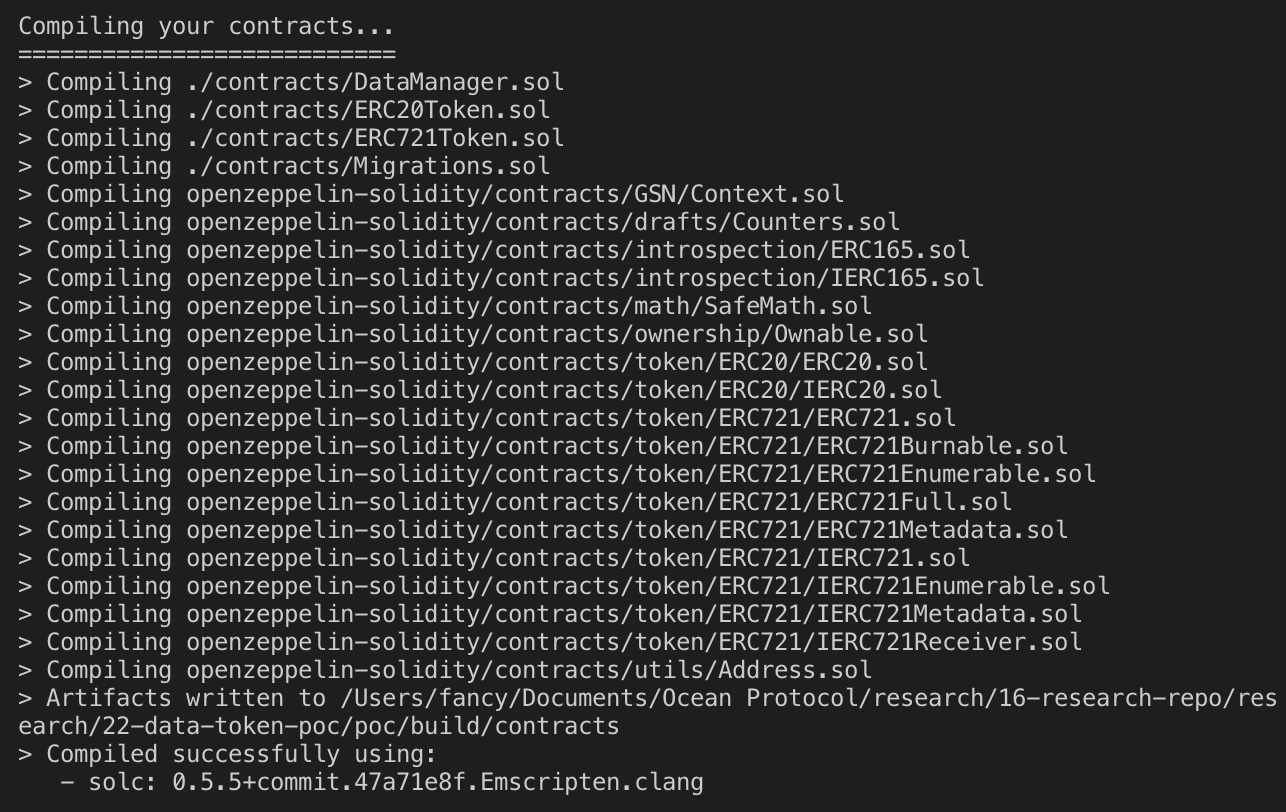 Compiling your contracts...
===========================
> Compiling ./contracts/DataManager.sol
> Compiling ./contracts/ERC20Token.sol
> Compiling ./contracts/ERC721Token.sol
> Compiling ./contracts/Migrations.sol
> Compiling openzeppelin-solidity/contracts/GSN/Context.sol
> Compiling openzeppelin-solidity/contracts/drafts/Counters.sol
> Compiling openzeppelin-solidity/contracts/introspection/ERC165.sol
> Compiling openzeppelin-solidity/contracts/introspection/IERC165.sol
> Compiling openzeppelin-solidity/contracts/math/SafeMath.sol
> Compiling openzeppelin-solidity/contracts/ownership/Ownable.sol
> Compiling openzeppelin-solidity/contracts/token/ERC20/ERC20.sol
> Compiling openzeppelin-solidity/contracts/token/ERC20/IERC20.sol
> Compiling openzeppelin-solidity/contracts/token/ERC721/ERC721.sol
> Compiling openzeppelin-solidity/contracts/token/ERC721/ERC721Burnable.sol
> Compiling openzeppelin-solidity/contracts/token/ERC721/ERC721Enumerable.sol
> Compiling openzeppelin-solidity/contracts/token/ERC721/ERC721Full.sol
> Compiling openzeppelin-solidity/contracts/token/ERC721/ERC721Metadata.sol
> Compiling openzeppelin-solidity/contracts/token/ERC721/IERC721.sol
> Compiling openzeppelin-solidity/contracts/token/ERC721/IERC721Enumerable.sol
> Compiling openzeppelin-solidity/contracts/token/ERC721/IERC721Metadata.sol
> Compiling openzeppelin-solidity/contracts/token/ERC721/IERC721Receiver.sol
> Compiling openzeppelin-solidity/contracts/utils/Address.sol
> Artifacts written to /Users/fancy/Documents/Ocean Protocol/research/16-research-repo/res
earch/22-data-token-poc/poc/build/contracts
> Compiled successfully using:
   - solc: 0.5.5+commit.47a71e8f.Emscripten.clang